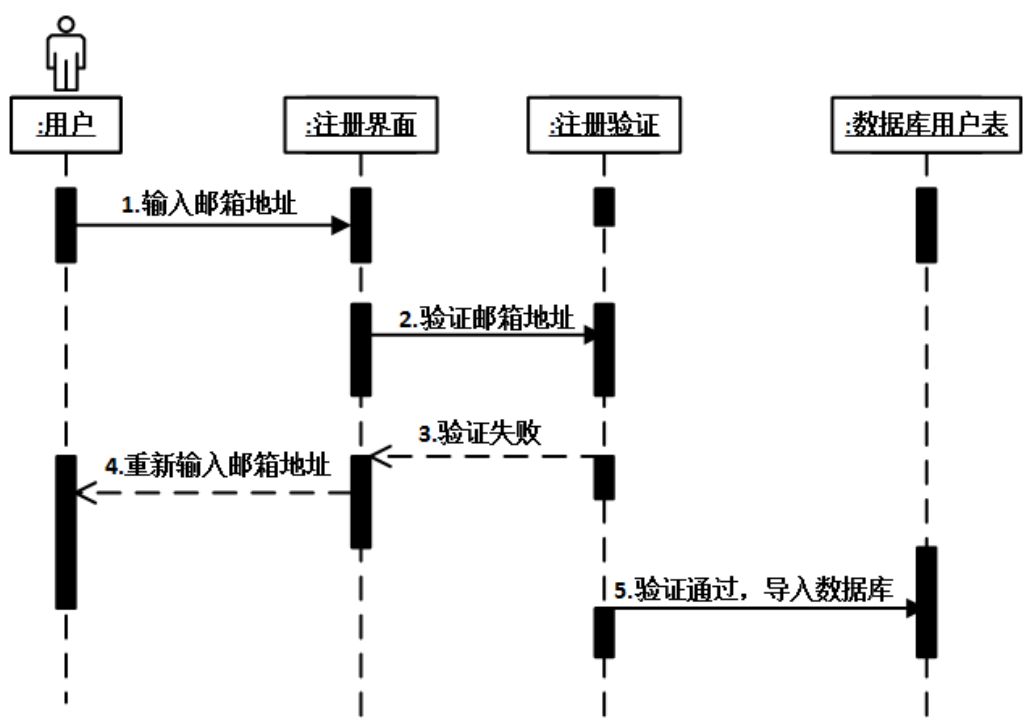 :用户
:注册界面
:注册验证
:数据库用户表
1.输入邮箱地址
2.验证邮箱地址
3.验证失败
4.重新输入邮箱地址
5.验证通过，导入数据库